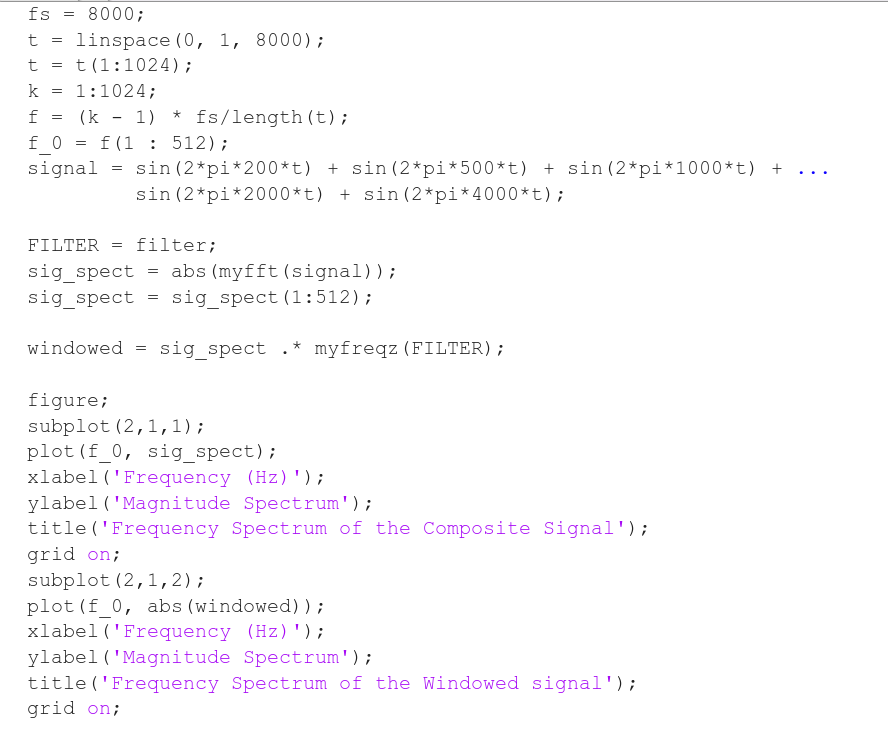 fs = 8000;
t = linspace(0, 1, 8000);
t = t(1:1024);
k = 1:1024;
f = (k - 1) * fs/length(t);
f_0 = f(1 : 512);
signal = sin(2*pi*200*t) + sin(2*pi*500*t) + sin(2*pi*1000*t) + ...
         sin(2*pi*2000*t) + sin(2*pi*4000*t);
FILTER = filter;
sig_spect = abs(myfft(signal));
sig_spect = sig_spect(1:512);
windowed = sig_spect .* myfreqz(FILTER);
figure;
subplot(2,1,1);
plot(f_0, sig_spect);
xlabel('Frequency (Hz)');
ylabel('Magnitude Spectrum');
title('Frequency Spectrum of the Composite Signal');
grid on;
subplot(2,1,2);
plot(f_0, abs(windowed));
xlabel('Frequency (Hz)');
ylabel('Magnitude Spectrum');
title('Frequency Spectrum of the Windowed signal');
grid on;